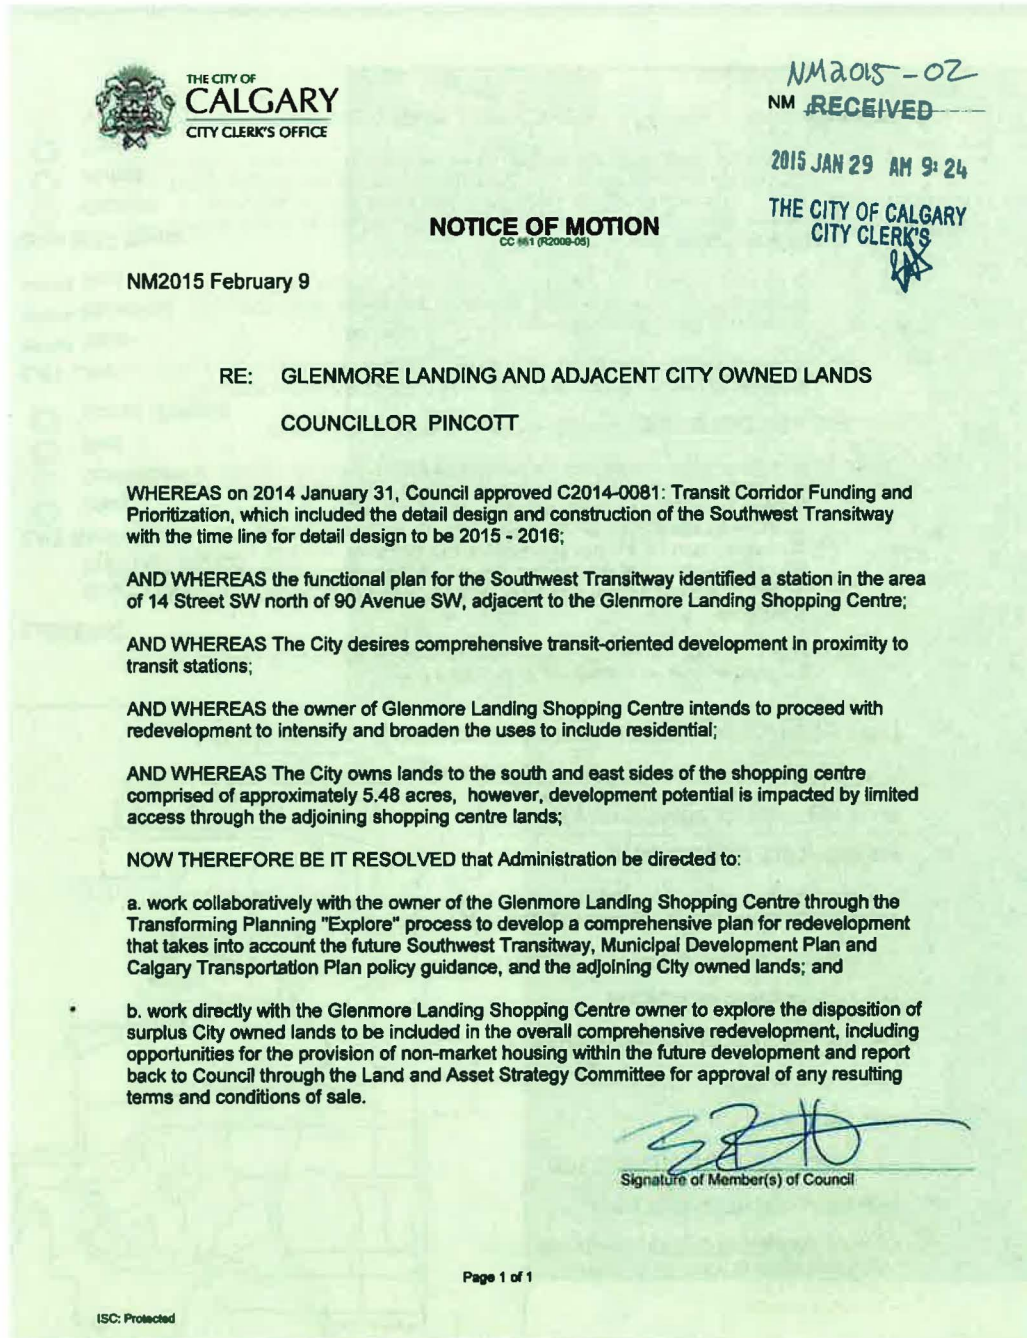 THE CITY OF
CALGARY
CITY CLERK'S OFFICE
NM2015-02
NM RECEIVED
2015 JAN 29 AM 9:24
THE CITY OF CALGARY
CITY CLERK'S
NOTICE OF MOTION
CC 661 (R2009-05)
NM2015 February 9
RE: GLENMORE LANDING AND ADJACENT CITY OWNED LANDS
COUNCILLOR PINCOTT
WHEREAS on 2014 January 31, Council approved C2014-0081: Transit Corridor Funding and
Prioritization, which included the detail design and construction of the Southwest Transitway
with the time line for detail design to be 2015 - 2016;
AND WHEREAS the functional plan for the Southwest Transitway identified a station in the area
of 14 Street SW north of 90 Avenue SW, adjacent to the Glenmore Landing Shopping Centre;
AND WHEREAS The City desires comprehensive transit-oriented development in proximity to
transit stations;
AND WHEREAS the owner of Glenmore Landing Shopping Centre intends to proceed with
redevelopment to intensify and broaden the uses to include residential;
AND WHEREAS The City owns lands to the south and east sides of the shopping centre
comprised of approximately 5.48 acres, however, development potential is impacted by limited
access through the adjoining shopping centre lands;
NOW THEREFORE BE IT RESOLVED that Administration be directed to:
a. work collaboratively with the owner of the Glenmore Landing Shopping Centre through the
Transforming Planning "Explore" process to develop a comprehensive plan for redevelopment
that takes into account the future Southwest Transitway, Municipal Development Plan and
Calgary Transportation Plan policy guidance, and the adjoining City owned lands; and
b. work directly with the Glenmore Landing Shopping Centre owner to explore the disposition of
surplus City owned lands to be included in the overall comprehensive redevelopment, including
opportunities for the provision of non-market housing within the future development and report
back to Council through the Land and Asset Strategy Committee for approval of any resulting
terms and conditions of sale.
Signature of Member(s) of Council
Page 1 of 1
ISC: Protected